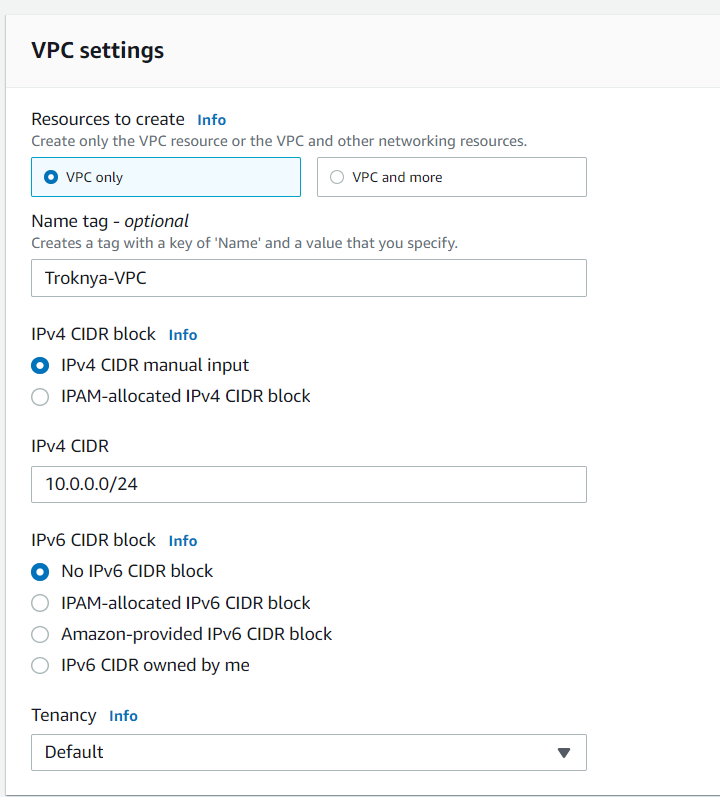 VPC settings
Resources to create Info
Create only the VPC resource or the VPC and other networking resources.
VPC only VPC and more
Name tag - optional
Creates a tag with a key of 'Name' and a value that you specify.
Troknya-VPC
IPv4 CIDR block Info
IPv4 CIDR manual input
IPAM-allocated IPv4 CIDR block
IPv4 CIDR
10.0.0.0/24
IPv6 CIDR block Info
No IPv6 CIDR block
IPAM-allocated IPv6 CIDR block
Amazon-provided IPv6 CIDR block
IPv6 CIDR owned by me
Tenancy Info
Default